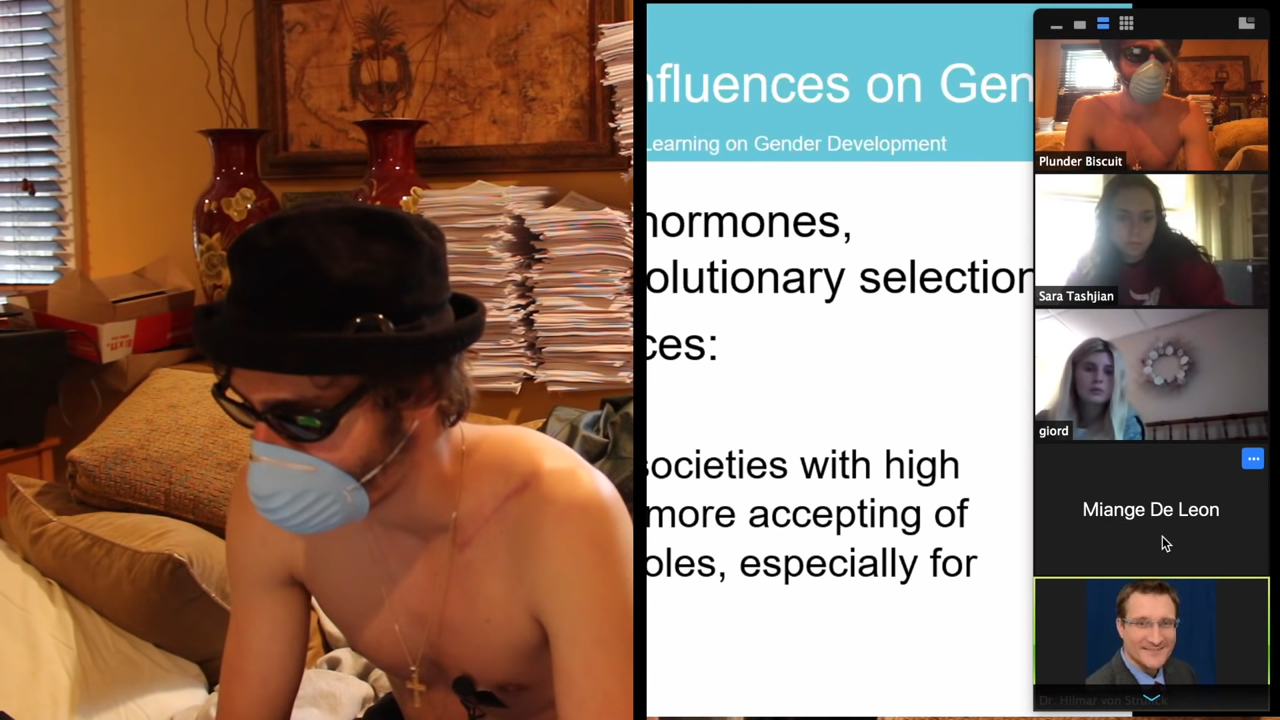 nfluences on Gen
Learning on Gender Development
hormones,
olutionary selection
ces:
societies with high
more accepting of
oles, especially for
Plunder Biscuit
Sara Tashjian
giord
Miange De Leon